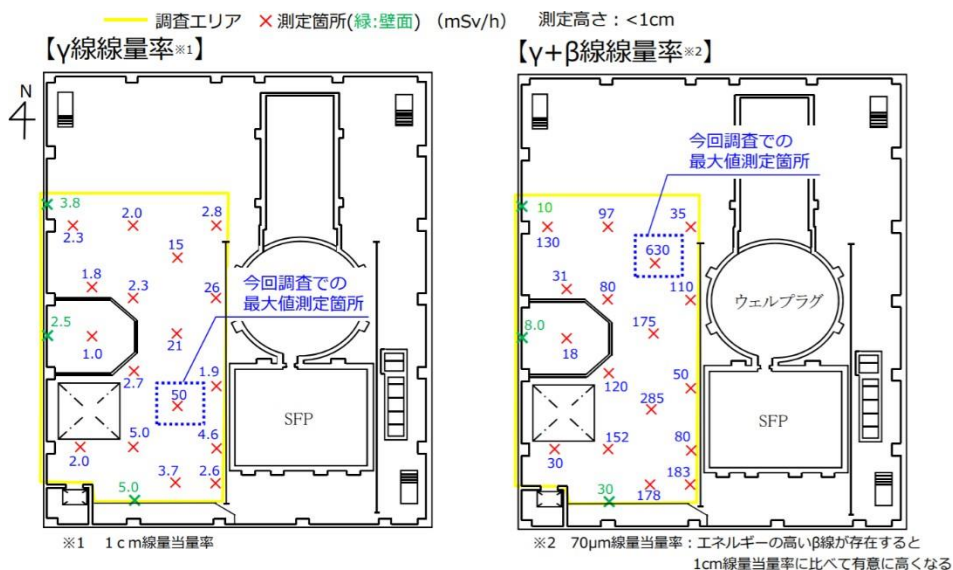 調査エリア ×測定箇所(緑:壁面) (mSv/h) 測定高さ:<1cm
【γ線線量率※1】
N
3.8
2.3
2.0
2.8
15
1.8
2.3
26
今回調査での
最大値測定箇所
2.5
1.0
21
2.7
1.9
50
SFP
2.0
5.0
4.6
3.7
2.6
5.0
※1 1cm線量当量率
【γ+β線線量率※2】
今回調査での
最大値測定箇所
10
130
97
35
630
31
80
110
ウェルプラグ
8.0
18
175
120
50
285
SFP
30
152
80
183
178
30
※2 70μm線量当量率:エネルギーの高いβ線が存在すると
1cm線量当量率に比べて有意に高くなる